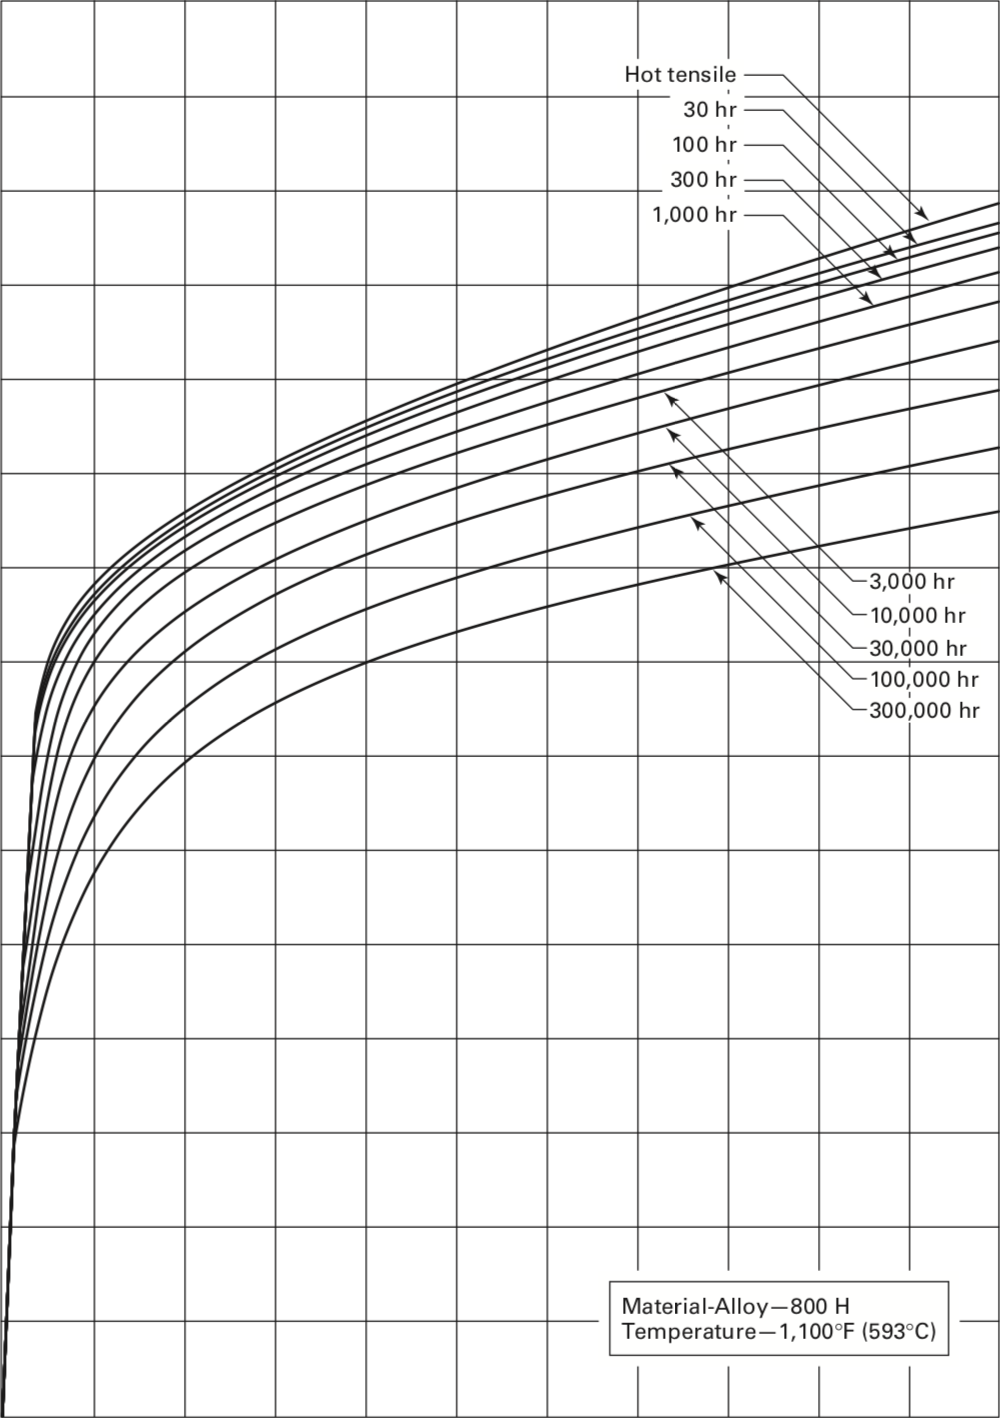 Hot tensile
30 hr
100 hr
300 hr
1,000 hr
3,000 hr
10,000 hr
30,000 hr
100,000 hr
300,000 hr
Material-Alloy—800 H
Temperature—1,100°F (593°C)